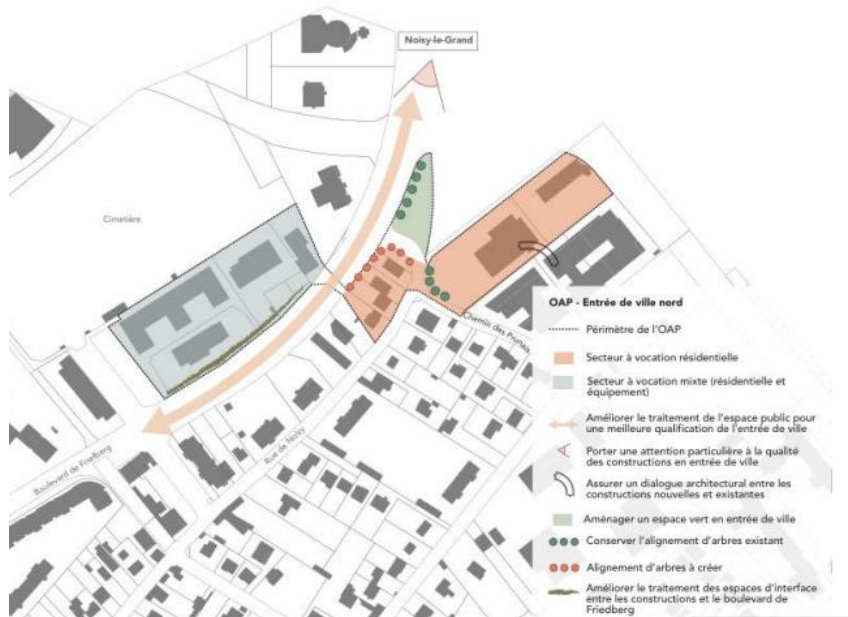 Noisy-le-Grand
Cimetière
Chemin des Prunais
Boulevard de Friedberg
Rue de Noisy
OAP - Entrée de ville nord
Périmètre de l'OAP
Secteur à vocation résidentielle
Secteur à vocation mixte (résidentielle et
équipement)
Améliorer le traitement de l'espace public pour
une meilleure qualification de l'entrée de ville
Porter une attention particulière à la qualité
des constructions en entrée de ville
Assurer un dialogue architectural entre les
constructions nouvelles et existantes
Aménager un espace vert en entrée de ville
Conserver l'alignement d'arbres existant
Alignement d'arbres à créer
Améliorer le traitement des espaces d'interface
entre les constructions et le boulevard de
Friedberg